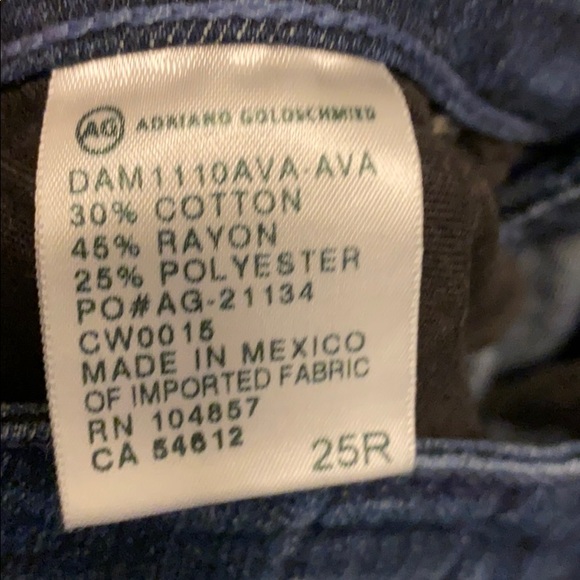 AG ADRIANO GOLDSCHMIED
DAM1110AVA-AVA
30% COTTON
45% RAYON
25% POLYESTER
PO#AG-21134
CW0015
MADE IN MEXICO
OF IMPORTED FABRIC
RN 104857
CA 54612
25R